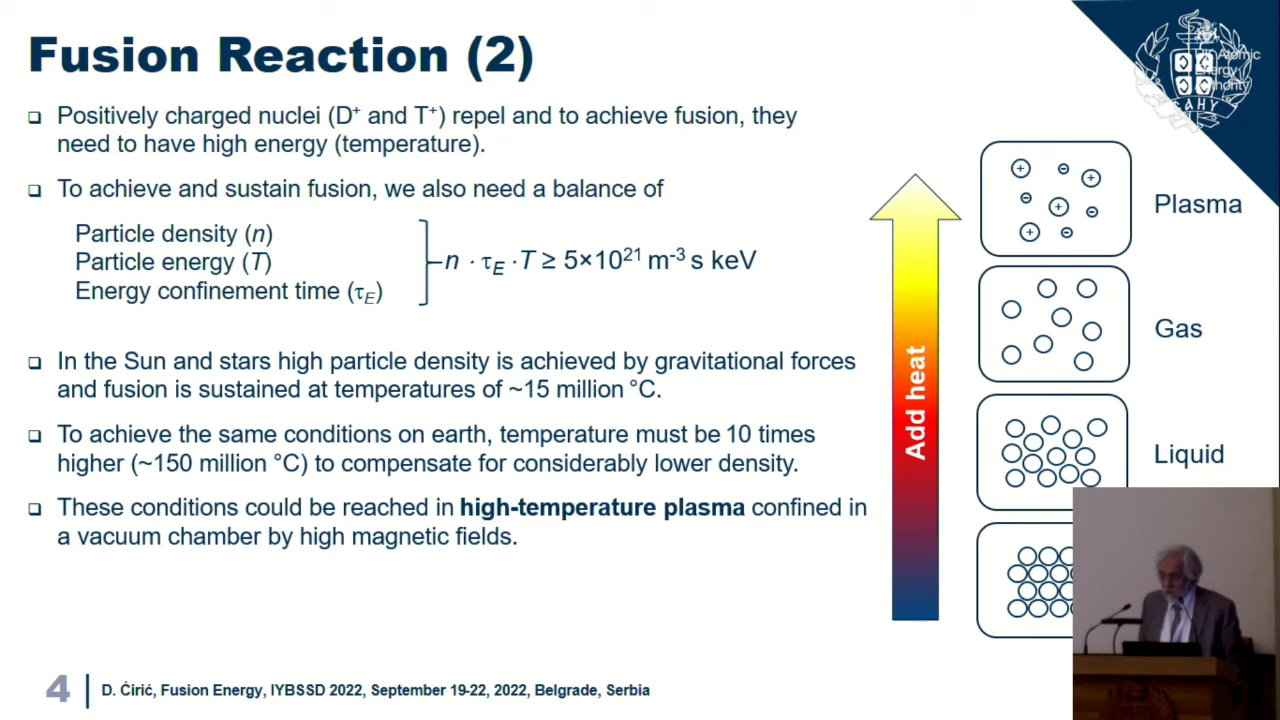 Fusion Reaction (2)
Positively charged nuclei (D⁺ and T⁺) repel and to achieve fusion, they
need to have high energy (temperature).
To achieve and sustain fusion, we also need a balance of
Particle density (n)
Particle energy (T)
Energy confinement time (τE)
n · τE · T ≥ 5×10²¹ m⁻³ s keV
In the Sun and stars high particle density is achieved by gravitational forces
and fusion is sustained at temperatures of ~15 million °C.
To achieve the same conditions on earth, temperature must be 10 times
higher (~150 million °C) to compensate for considerably lower density.
These conditions could be reached in high-temperature plasma confined in
a vacuum chamber by high magnetic fields.
Add heat
Plasma
Gas
Liquid
Atomic
Energy
САНУ
4
D. Ćirić, Fusion Energy, IYBSSD 2022, September 19-22, 2022, Belgrade, Serbia